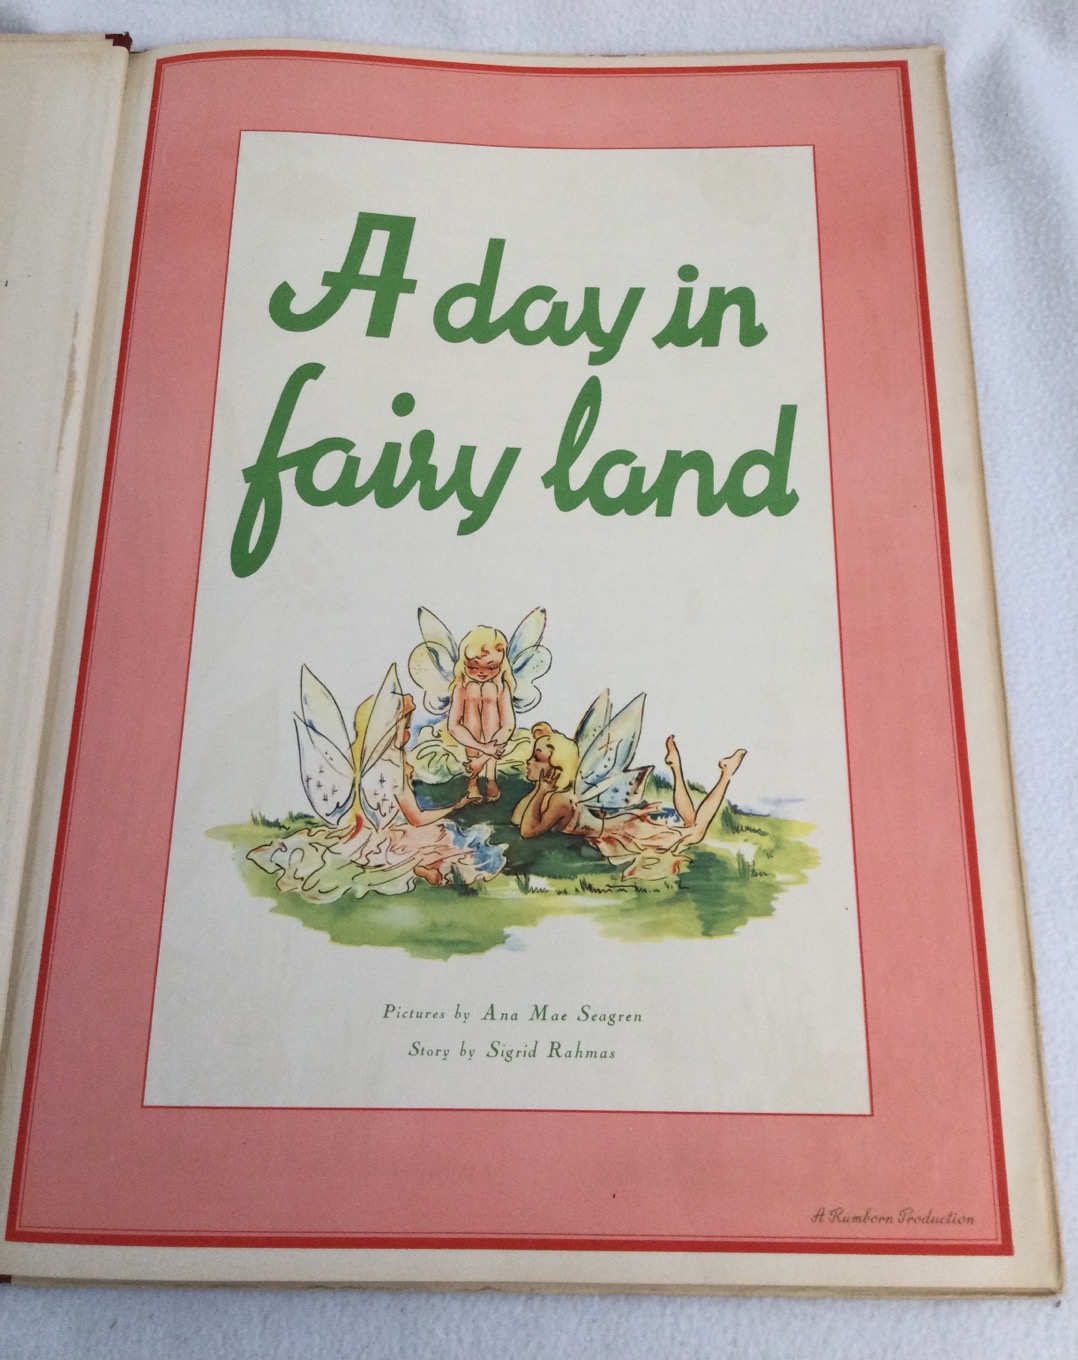 A day in
fairy land
Pictures by Ana Mae Seagren
Story by Sigrid Rahmas
A Ramborn Production